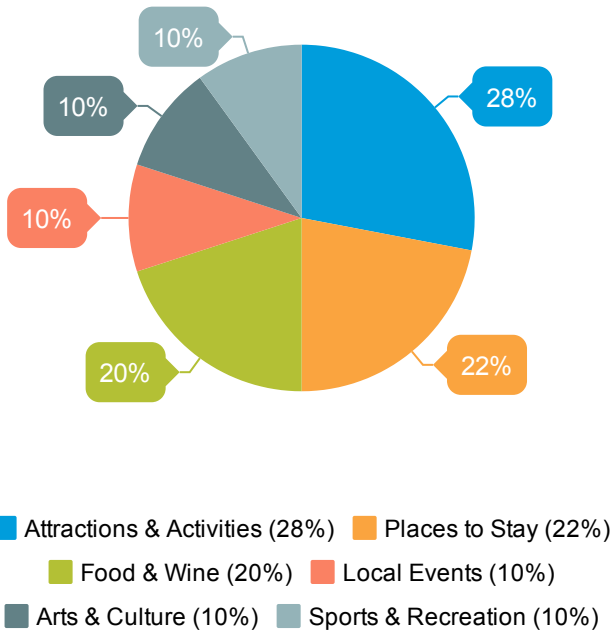 10%
28%
10%
10%
20%
22%
Attractions & Activities (28%) Places to Stay (22%)
Food & Wine (20%) Local Events (10%)
Arts & Culture (10%) Sports & Recreation (10%)